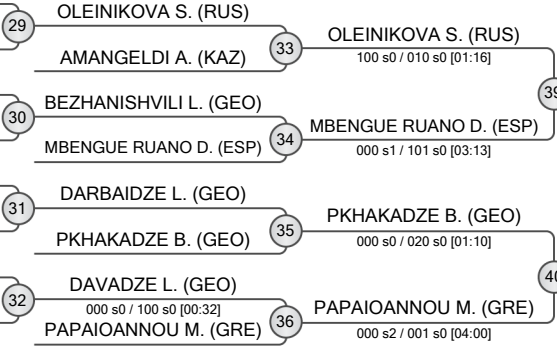 OLEINIKOVA S. (RUS)
29
AMANGELDI A. (KAZ)
33
OLEINIKOVA S. (RUS)
100 s0 / 010 s0 [01:16]
39
BEZHANISHVILI L. (GEO)
30
MBENGUE RUANO D. (ESP)
34
MBENGUE RUANO D. (ESP)
000 s1 / 101 s0 [03:13]
DARBAIDZE L. (GEO)
31
PKHAKADZE B. (GEO)
35
PKHAKADZE B. (GEO)
000 s0 / 020 s0 [01:10]
40
DAVADZE L. (GEO)
32
000 s0 / 100 s0 [00:32]
PAPAIOANNOU M. (GRE)
36
PAPAIOANNOU M. (GRE)
000 s2 / 001 s0 [04:00]